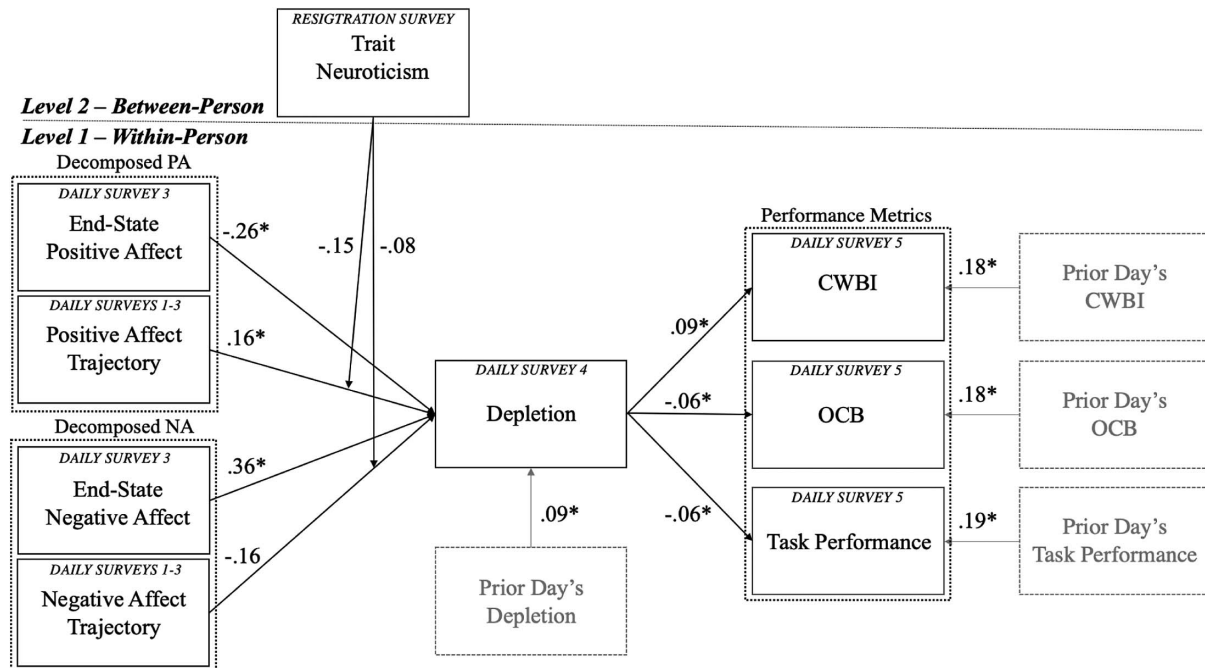 RESIGTRATION SURVEY
Trait
Neuroticism
Level 2 – Between-Person
Level 1 – Within-Person
Decomposed PA
DAILY SURVEY 3
End-State
Positive Affect
-.26*
DAILY SURVEYS 1-3
Positive Affect
Trajectory
.16*
-.15
-.08
Decomposed NA
DAILY SURVEY 3
End-State
Negative Affect
.36*
DAILY SURVEYS 1-3
Negative Affect
Trajectory
-.16
DAILY SURVEY 4
Depletion
.09*
Prior Day's
Depletion
.09*
-.06*
-.06*
Performance Metrics
DAILY SURVEY 5
CWBI
.18*
Prior Day's
CWBI
DAILY SURVEY 5
OCB
.18*
Prior Day's
OCB
DAILY SURVEY 5
Task Performance
.19*
Prior Day's
Task Performance